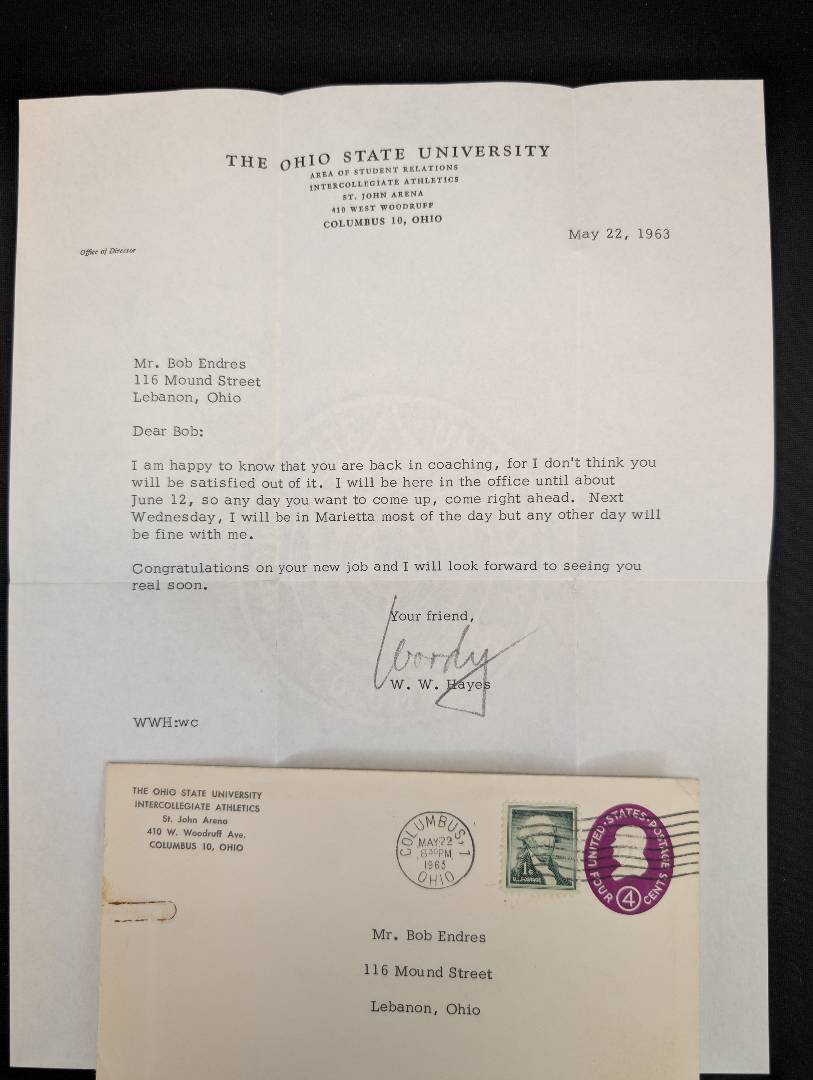 THE OHIO STATE UNIVERSITY
AREA OF STUDENT RELATIONS
INTERCOLLEGIATE ATHLETICS
ST. JOHN ARENA
410 WEST WOODRUFF
COLUMBUS 10, OHIO
May 22, 1963
Office of Director
Mr. Bob Endres
116 Mound Street
Lebanon, Ohio
Dear Bob:
I am happy to know that you are back in coaching, for I don't think you
will be satisfied out of it. I will be here in the office until about
June 12, so any day you want to come up, come right ahead. Next
Wednesday, I will be in Marietta most of the day but any other day will
be fine with me.
Congratulations on your new job and I will look forward to seeing you
real soon.
Your friend,
Woody
W. W. Hayes
WWH:wc
THE OHIO STATE UNIVERSITY
INTERCOLLEGIATE ATHLETICS
St. John Arena
410 W. Woodruff Ave.
COLUMBUS 10, OHIO
COLUMBUS, 1
MAY 22
PM
1963
OHIO
1¢
U.S. POSTAGE
UNITED STATES POSTAGE
FOUR 4 CENTS
Mr. Bob Endres
116 Mound Street
Lebanon, Ohio